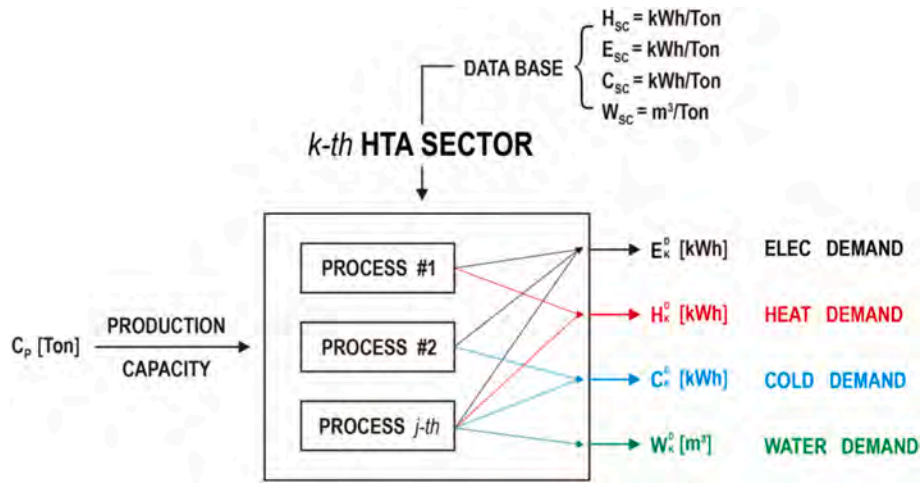 H_SC = kWh/Ton
E_SC = kWh/Ton
DATA BASE
C_SC = kWh/Ton
W_SC = m³/Ton
k-th HTA SECTOR
PROCESS #1
PROCESS #2
PROCESS j-th
C_P [Ton]
PRODUCTION
CAPACITY
E_K^D [kWh] ELEC DEMAND
H_K^D [kWh] HEAT DEMAND
C_K^D [kWh] COLD DEMAND
W_K^D [m³] WATER DEMAND